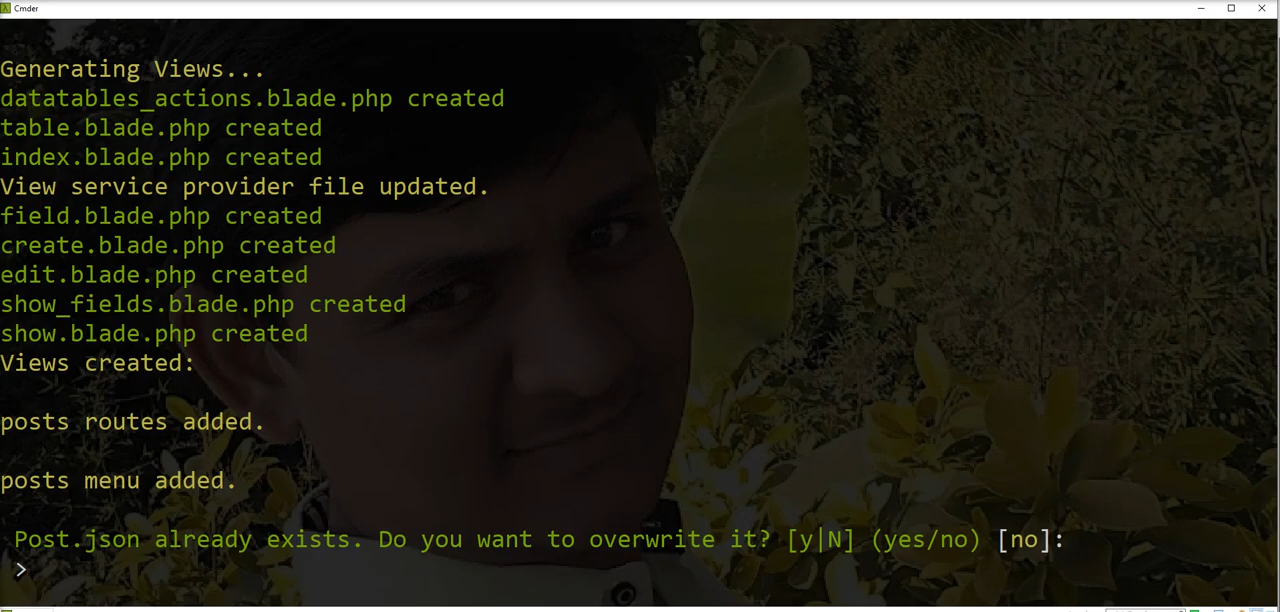 Cmder
Generating Views...
datatables_actions.blade.php created
table.blade.php created
index.blade.php created
View service provider file updated.
field.blade.php created
create.blade.php created
edit.blade.php created
show_fields.blade.php created
show.blade.php created
Views created:
posts routes added.
posts menu added.
Post.json already exists. Do you want to overwrite it? [y|N] (yes/no) [no]:
>